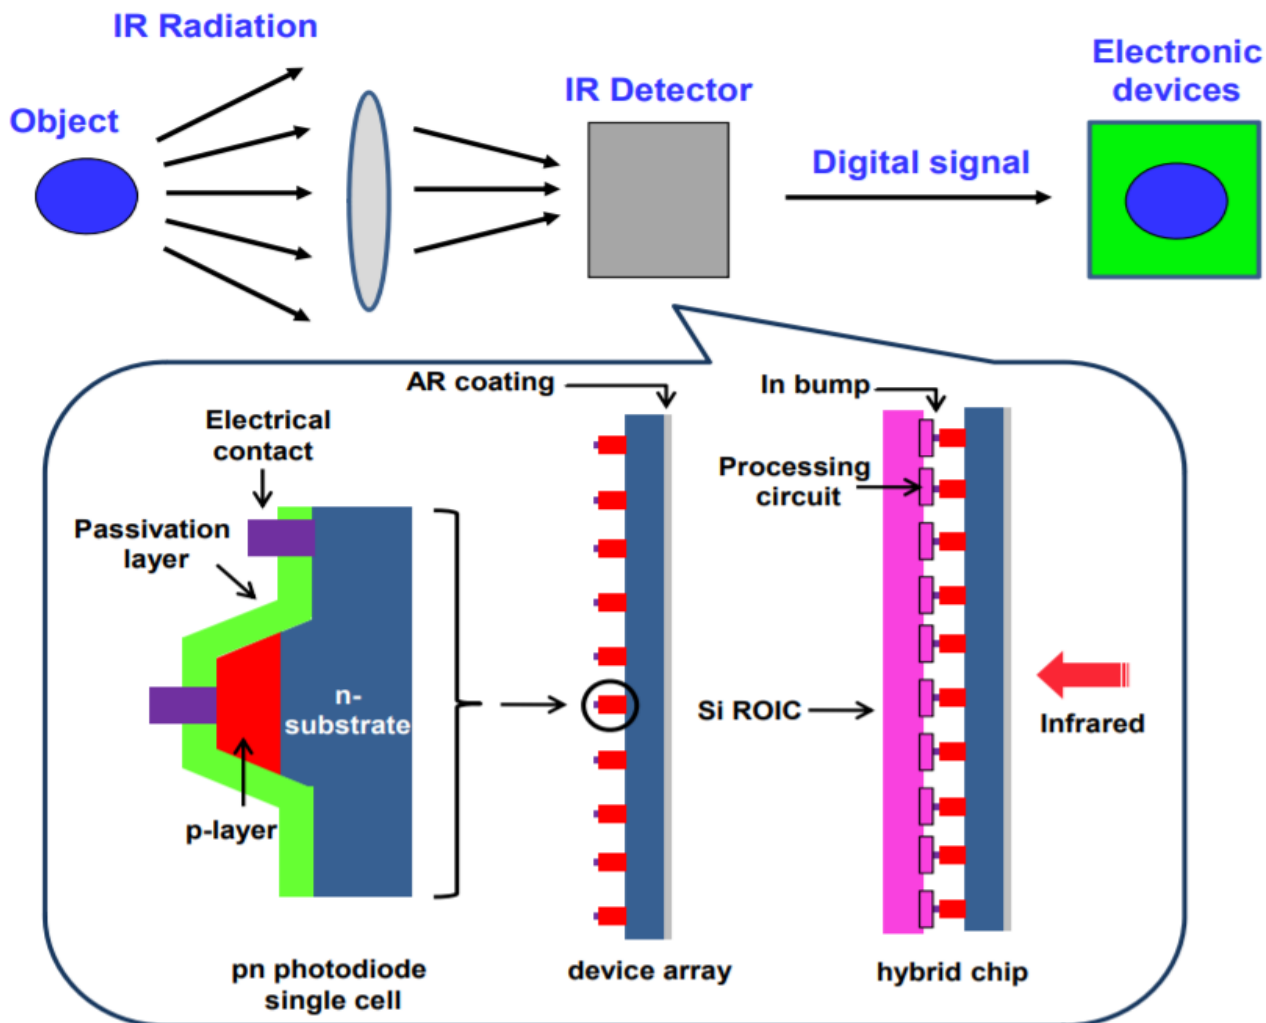 IR Radiation
Object
IR Detector
Digital signal
Electronic
devices
AR coating
In bump
Electrical
contact
Processing
circuit
Passivation
layer
n-
substrate
Si ROIC
Infrared
p-layer
pn photodiode
single cell
device array
hybrid chip